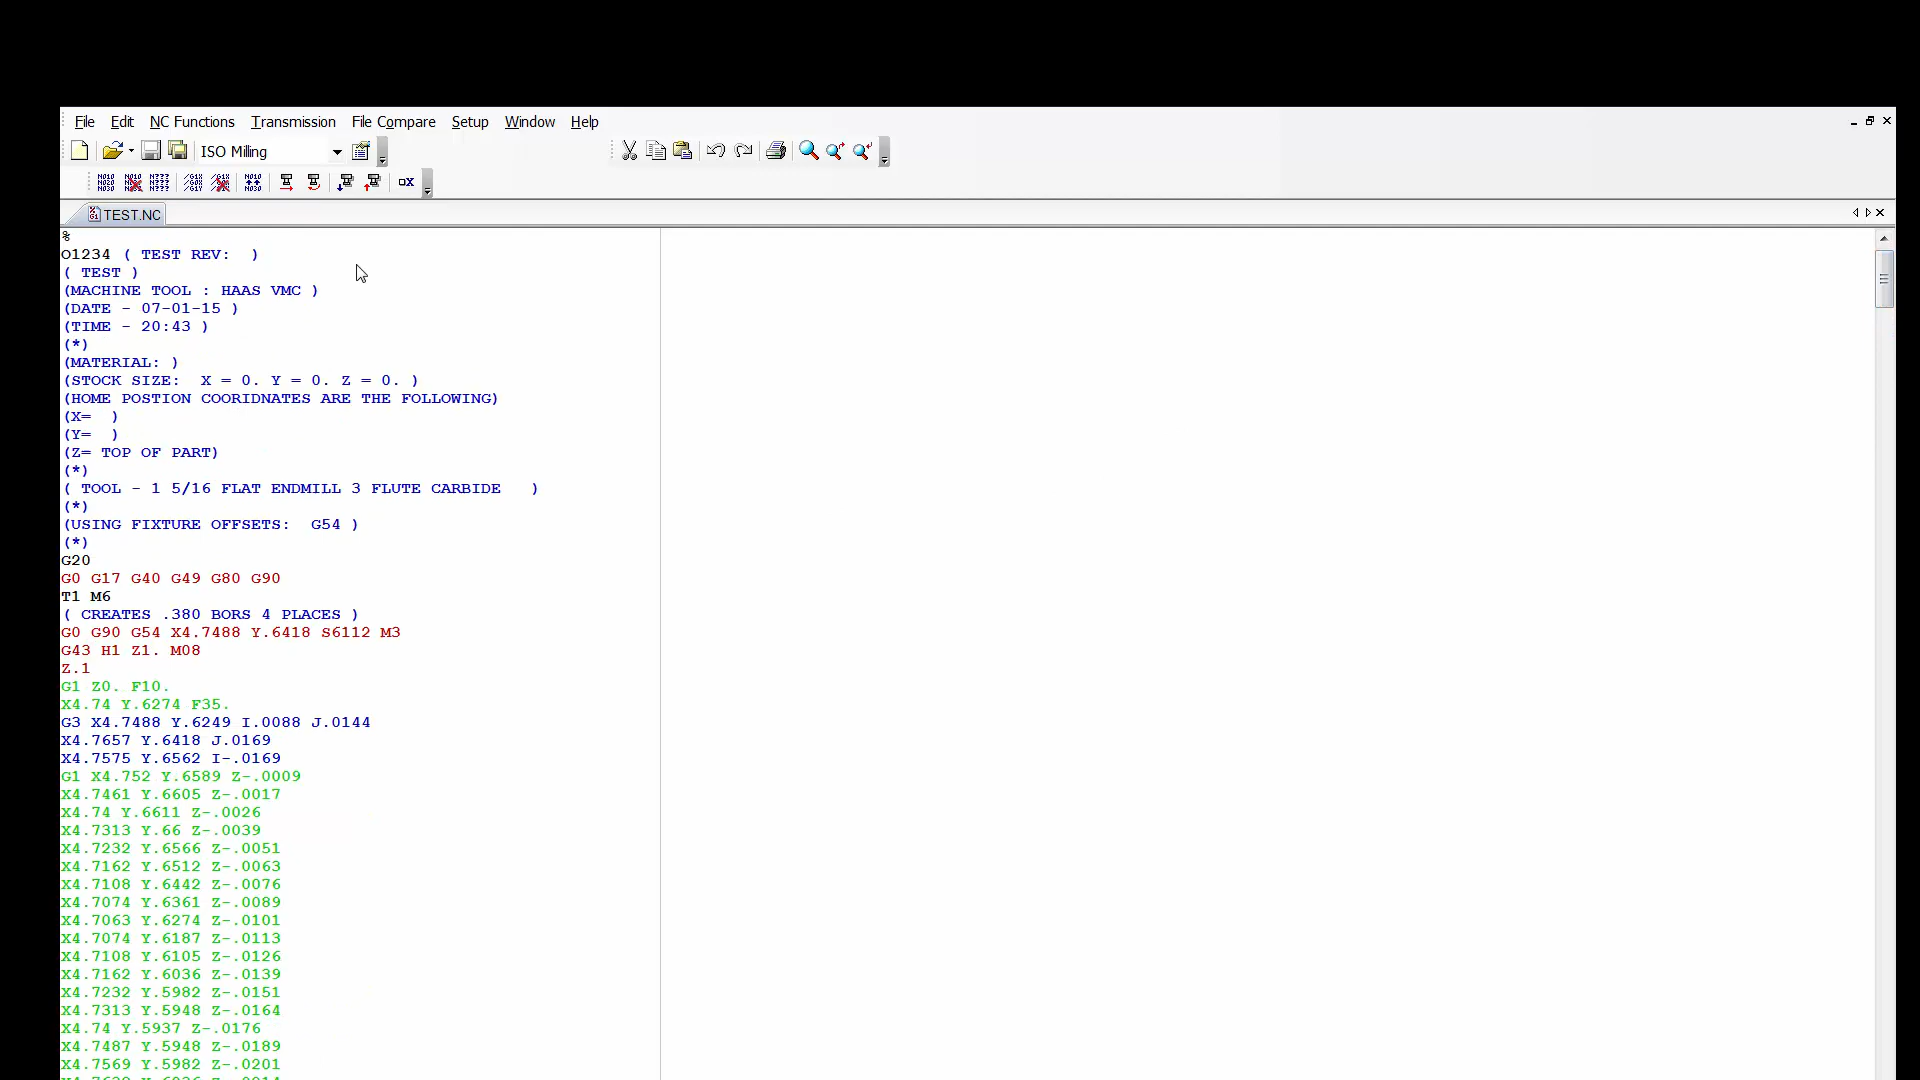 File Edit NC Functions Transmission File Compare Setup Window Help
ISO Milling
TEST.NC
%
O1234 ( TEST REV:  )
( TEST )
(MACHINE TOOL : HAAS VMC )
(DATE - 07-01-15 )
(TIME - 20:43 )
(*)
(MATERIAL: )
(STOCK SIZE:  X = 0. Y = 0. Z = 0. )
(HOME POSTION COORIDNATES ARE THE FOLLOWING)
(X=  )
(Y=  )
(Z= TOP OF PART)
(*)
( TOOL - 1 5/16 FLAT ENDMILL 3 FLUTE CARBIDE   )
(*)
(USING FIXTURE OFFSETS:  G54 )
(*)
G20
G0 G17 G40 G49 G80 G90
T1 M6
( CREATES .380 BORS 4 PLACES )
G0 G90 G54 X4.7488 Y.6418 S6112 M3
G43 H1 Z1. M08
Z.1
G1 Z0. F10.
X4.74 Y.6274 F35.
G3 X4.7488 Y.6249 I.0088 J.0144
X4.7657 Y.6418 J.0169
X4.7575 Y.6562 I-.0169
G1 X4.752 Y.6589 Z-.0009
X4.7461 Y.6605 Z-.0017
X4.74 Y.6611 Z-.0026
X4.7313 Y.66 Z-.0039
X4.7232 Y.6566 Z-.0051
X4.7162 Y.6512 Z-.0063
X4.7108 Y.6442 Z-.0076
X4.7074 Y.6361 Z-.0089
X4.7063 Y.6274 Z-.0101
X4.7074 Y.6187 Z-.0113
X4.7108 Y.6105 Z-.0126
X4.7162 Y.6036 Z-.0139
X4.7232 Y.5982 Z-.0151
X4.7313 Y.5948 Z-.0164
X4.74 Y.5937 Z-.0176
X4.7487 Y.5948 Z-.0189
X4.7569 Y.5982 Z-.0201